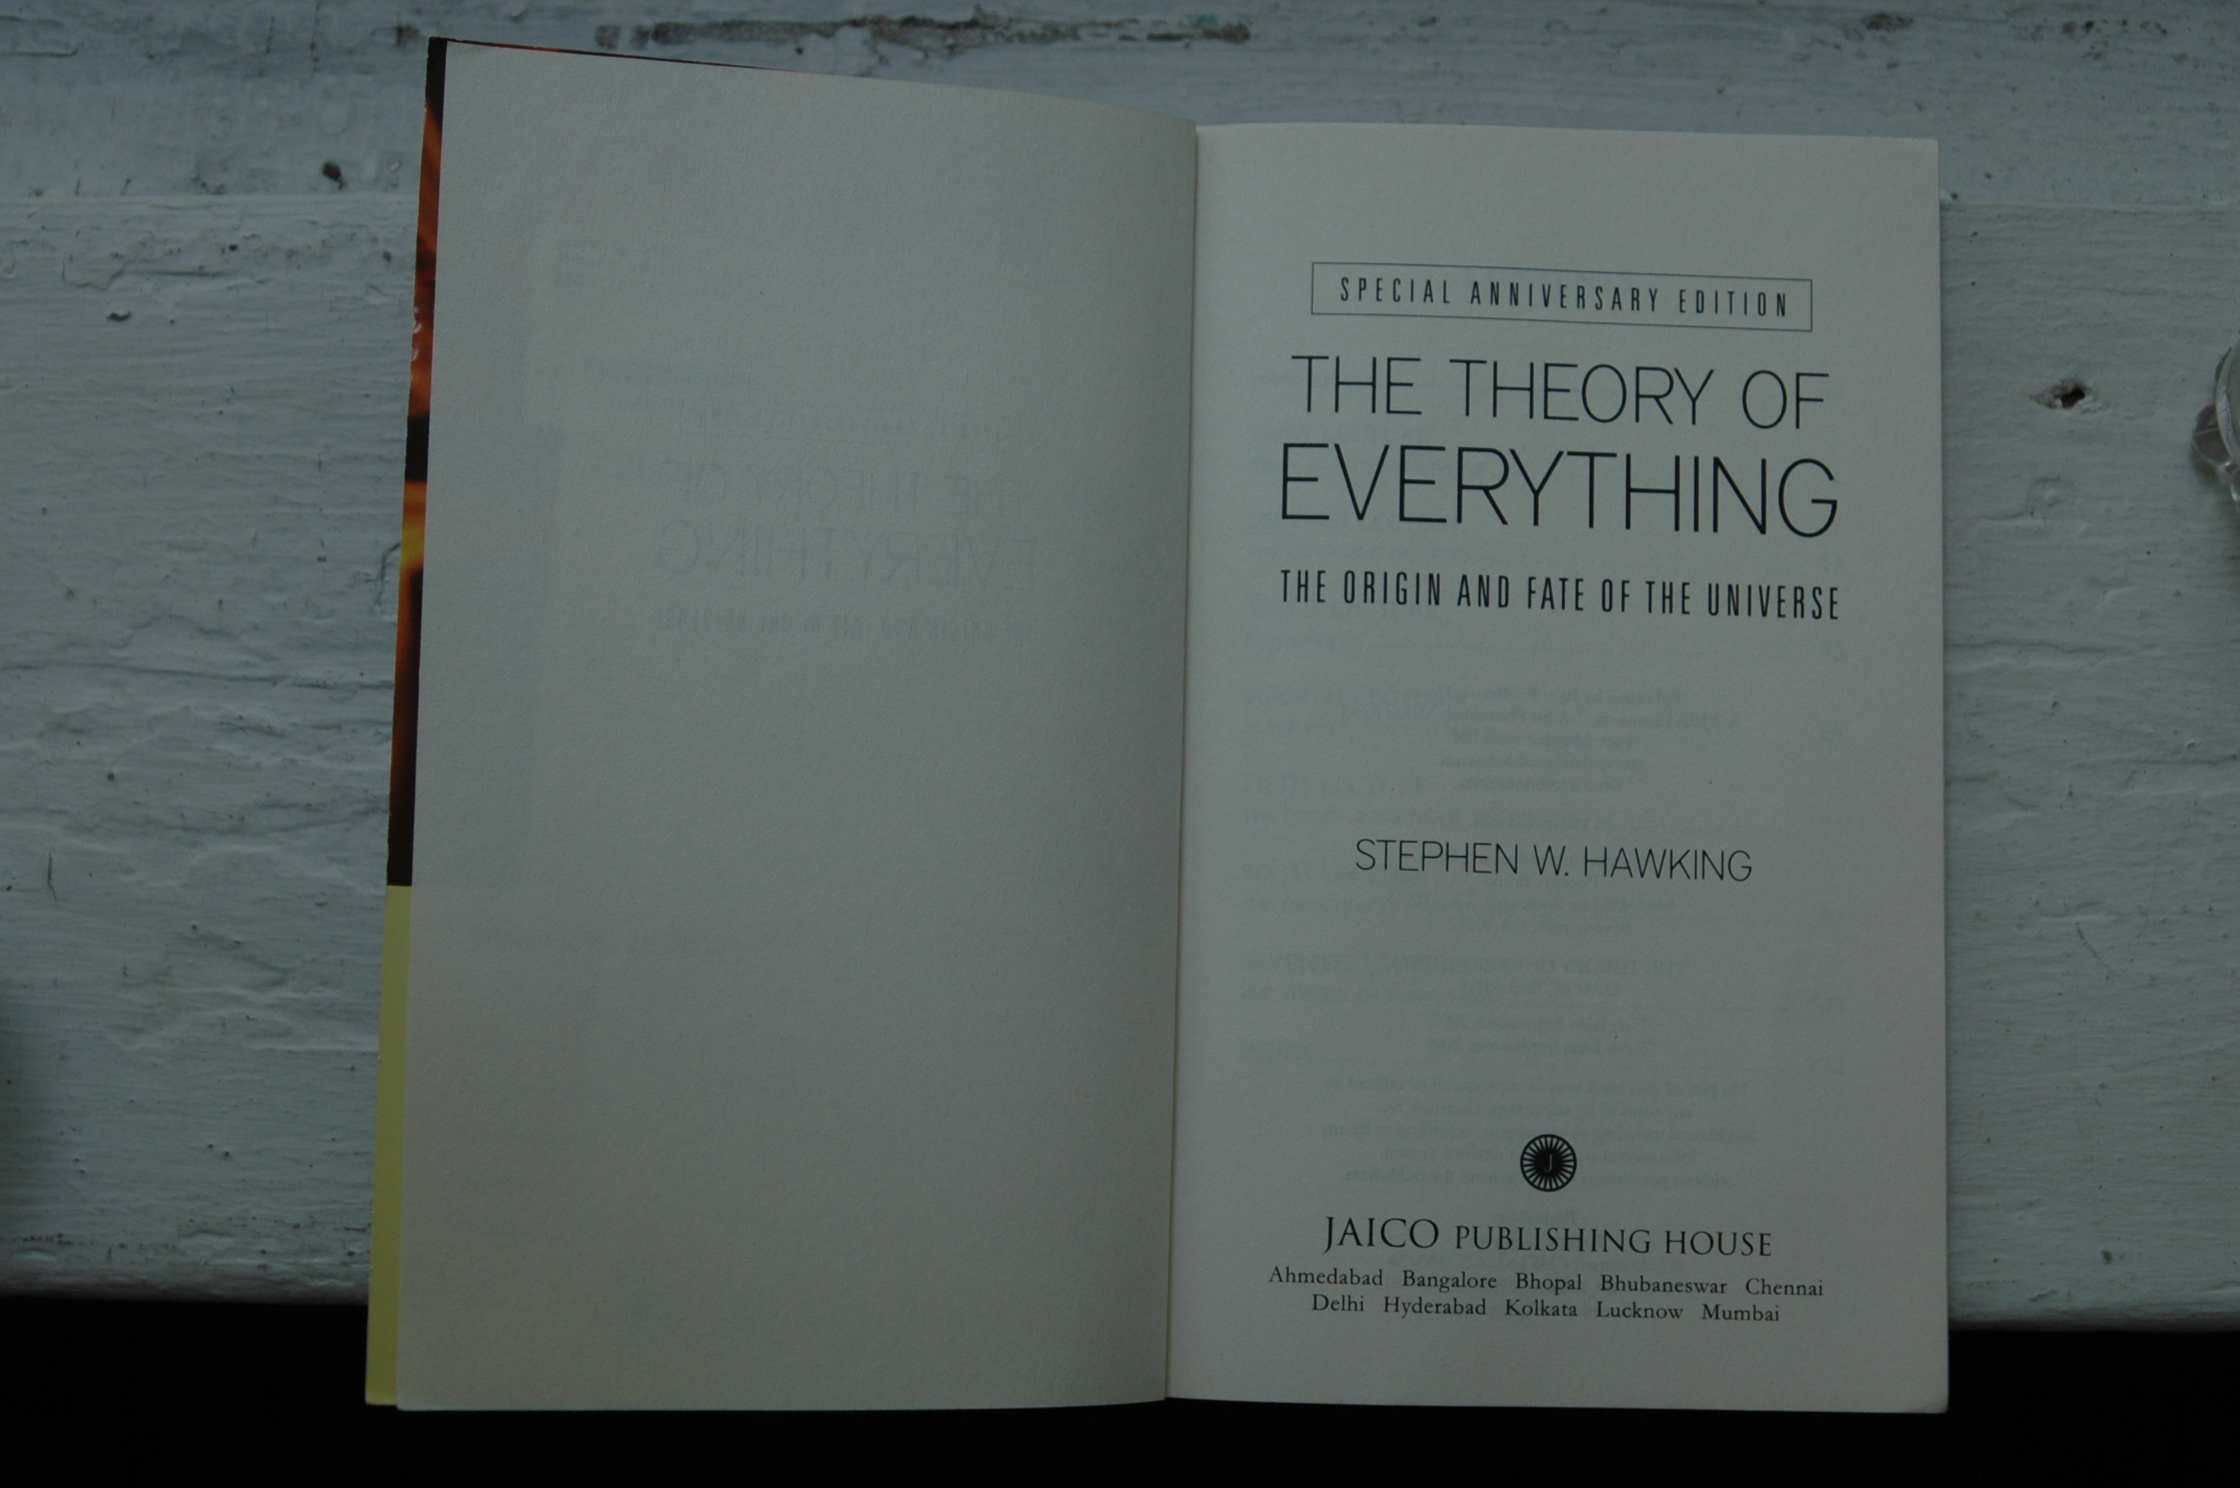 SPECIAL ANNIVERSARY EDITION
THE THEORY OF
EVERYTHING
THE ORIGIN AND FATE OF THE UNIVERSE
STEPHEN W. HAWKING
J
JAICO PUBLISHING HOUSE
Ahmedabad Bangalore Bhopal Bhubaneswar Chennai
Delhi Hyderabad Kolkata Lucknow Mumbai